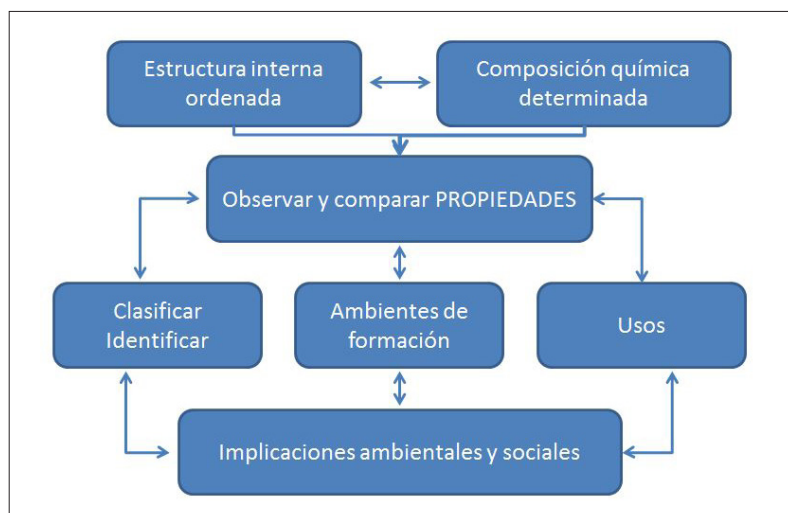 Estructura interna
ordenada
Composición química
determinada
Observar y comparar PROPIEDADES
Clasificar
Identificar
Ambientes de
formación
Usos
Implicaciones ambientales y sociales